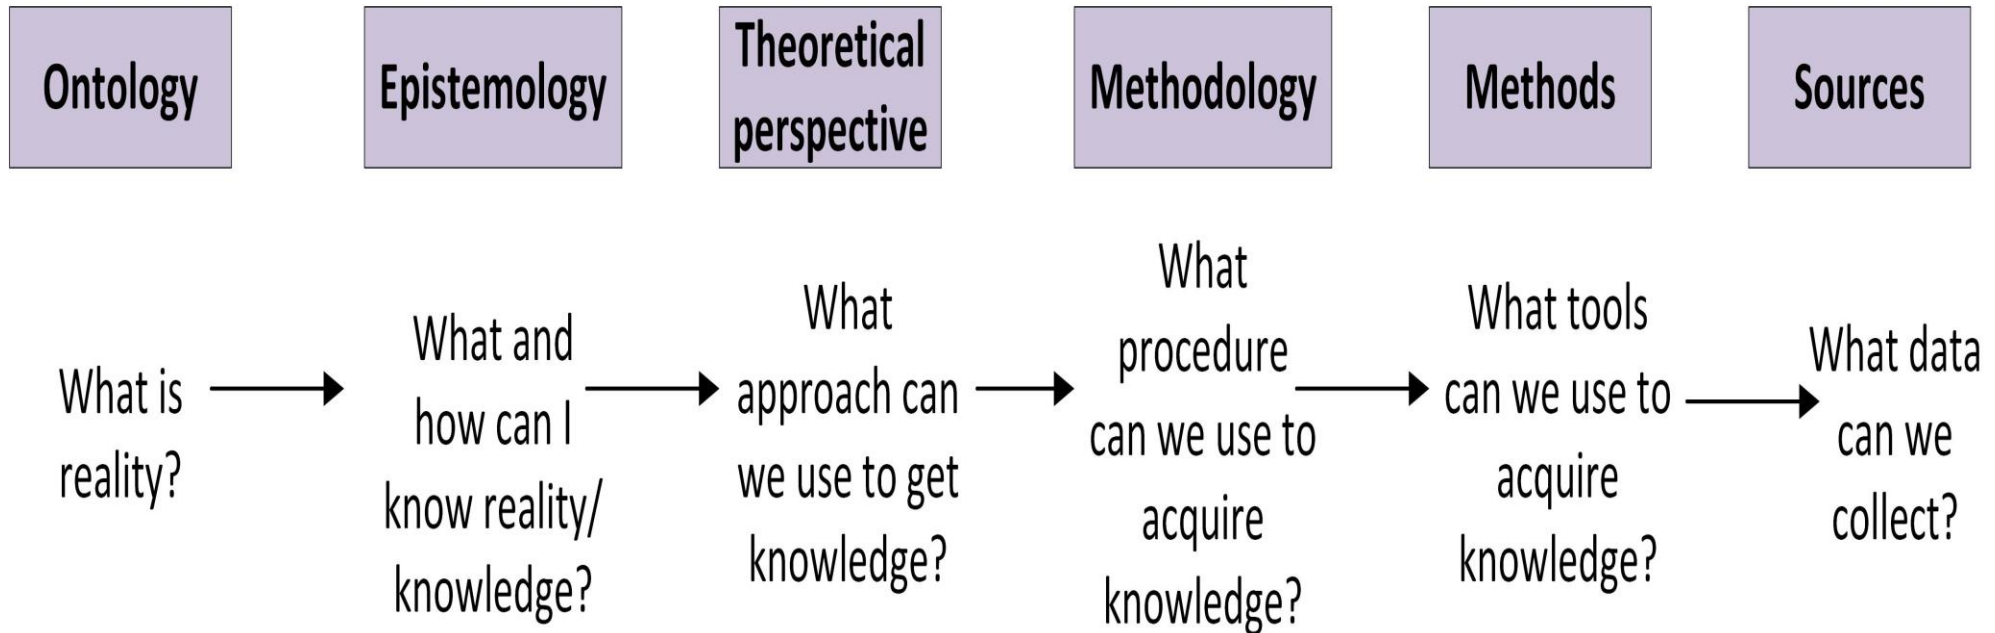 Ontology
Epistemology
Theoretical
perspective
Methodology
Methods
Sources
What is
reality?
What and
how can I
know reality/
knowledge?
What
approach can
we use to get
knowledge?
What
procedure
can we use to
acquire
knowledge?
What tools
can we use to
acquire
knowledge?
What data
can we
collect?